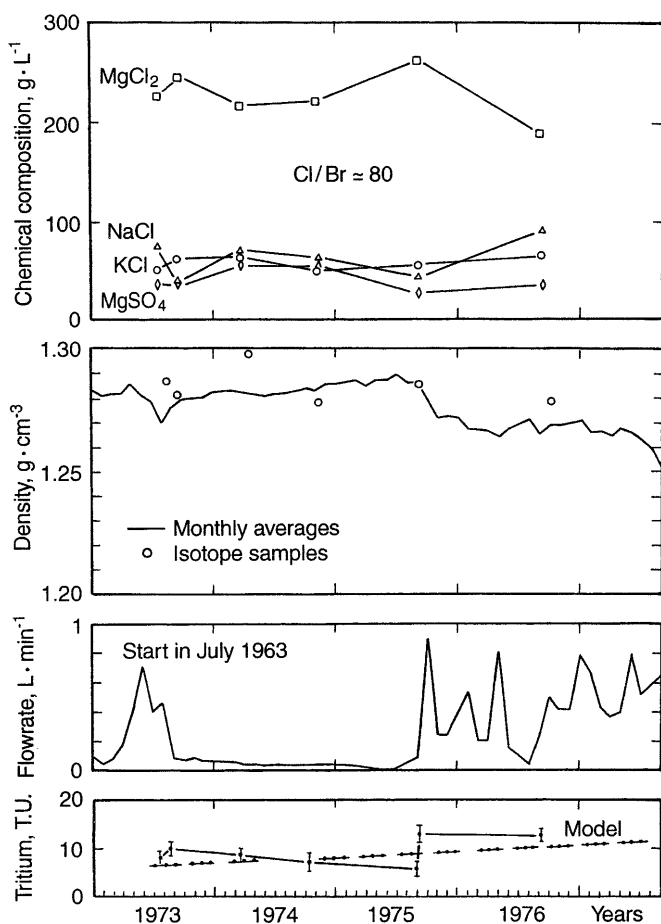 300
200
100
0
Chemical composition, g·L⁻¹
MgCl₂
Cl/Br ≃ 80
NaCl
KCl
MgSO₄
1.30
1.25
1.20
Density, g·cm⁻³
Monthly averages
Isotope samples
1
0
Flowrate, L·min⁻¹
Start in July 1963
20
10
0
Tritium, T.U.
Model
1973 1974 1975 1976 Years